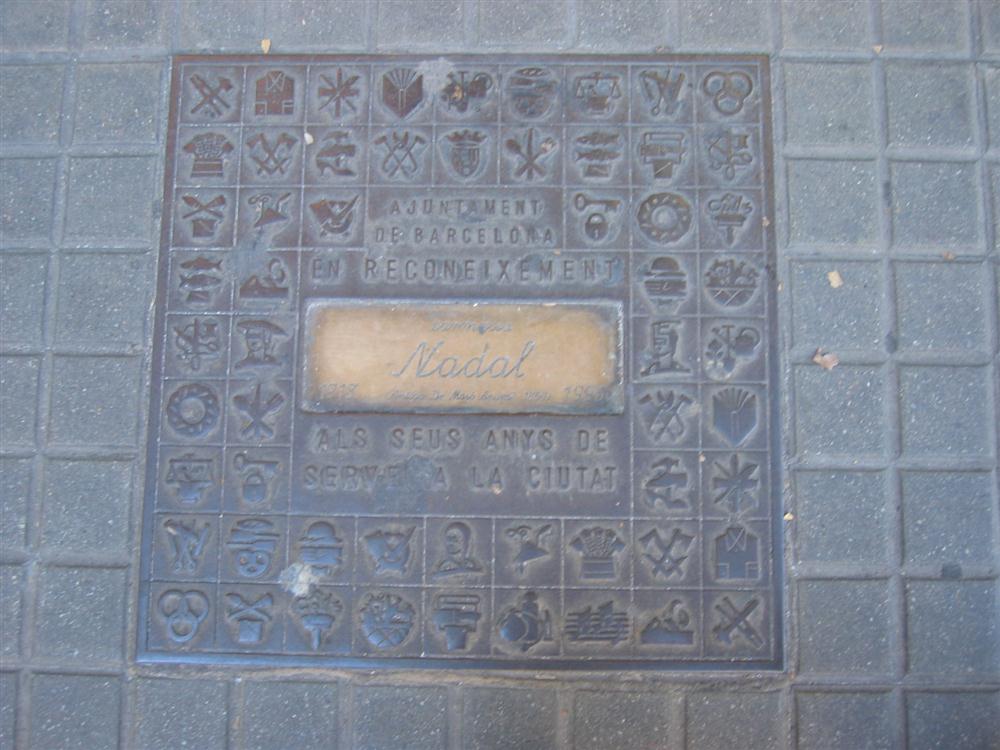 AJUNTAMENT
DE BARCELONA
EN RECONEIXEMENT
Nadal
ALS SEUS ANYS DE
SERVEI A LA CIUTAT